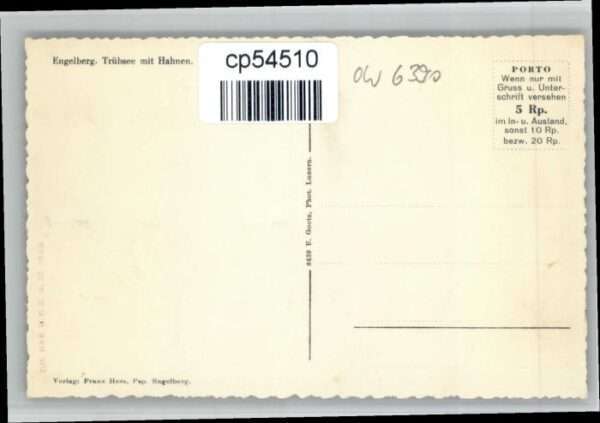 Engelberg. Trübsee mit Hahnen.
cp54510
OW 6390
PORTO
Wenn nur mit
Gruss u. Unter-
schrift versehen
5 Rp.
im In- u. Ausland,
sonst 10 Rp.
bezw. 20 Rp.
E. Goetz, Phot. Luzern.
Verlag: Franz Hess, Pap. Engelberg.